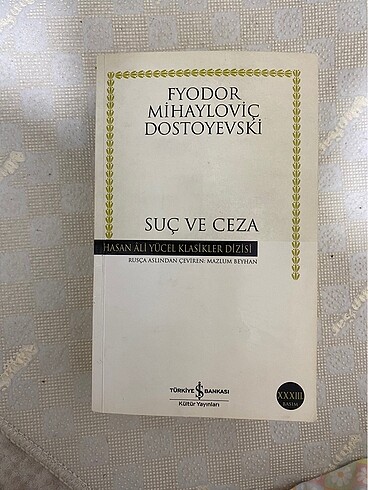 FYODOR
MİHAYLOVİÇ
DOSTOYEVSKİ
SUÇ VE CEZA
HASAN ÂLİ YÜCEL KLASİKLER DİZİSİ
RUSÇA ASLINDAN ÇEVİREN: MAZLUM BEYHAN
TÜRKİYE İŞ BANKASI
Kültür Yayınları
XXXIII
BASIM